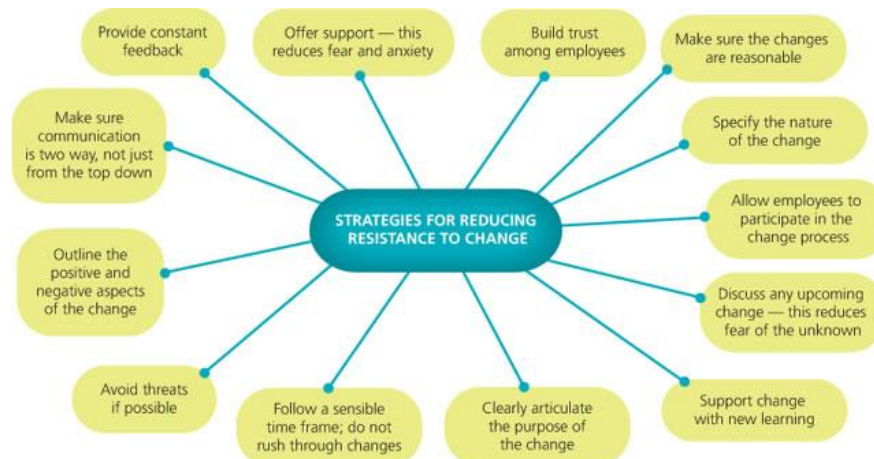 Provide constant
feedback
Offer support — this
reduces fear and anxiety
Build trust
among employees
Make sure the changes
are reasonable
Make sure
communication
is two way, not just
from the top down
Specify the nature
of the change
STRATEGIES FOR REDUCING
RESISTANCE TO CHANGE
Allow employees to
participate in the
change process
Outline the
positive and
negative aspects
of the change
Discuss any upcoming
change — this reduces
fear of the unknown
Avoid threats
if possible
Follow a sensible
time frame; do not
rush through changes
Clearly articulate
the purpose of
the change
Support change
with new learning